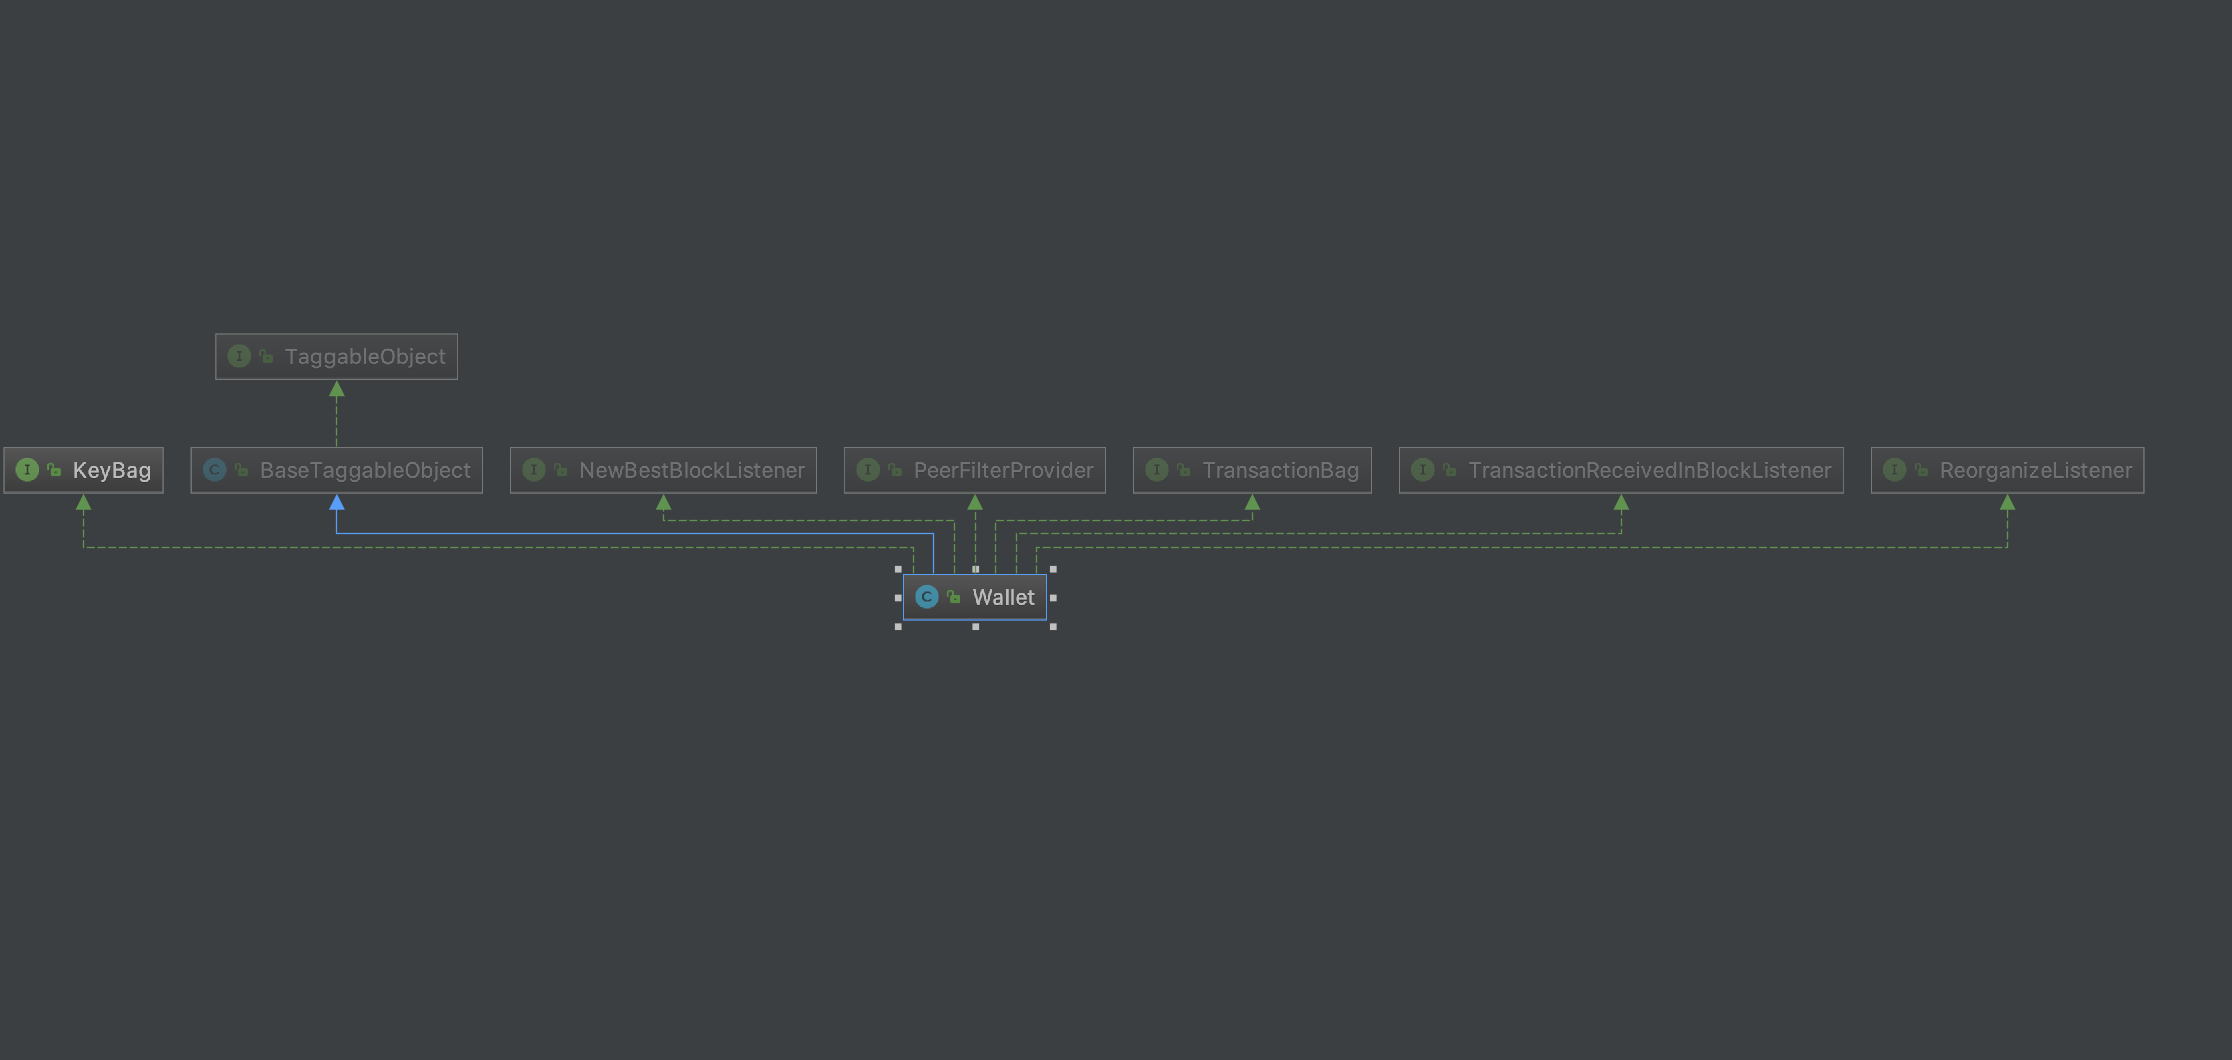 I TaggableObject
I KeyBag
C BaseTaggableObject
I NewBestBlockListener
I PeerFilterProvider
I TransactionBag
I TransactionReceivedInBlockListener
I ReorganizeListener
C Wallet